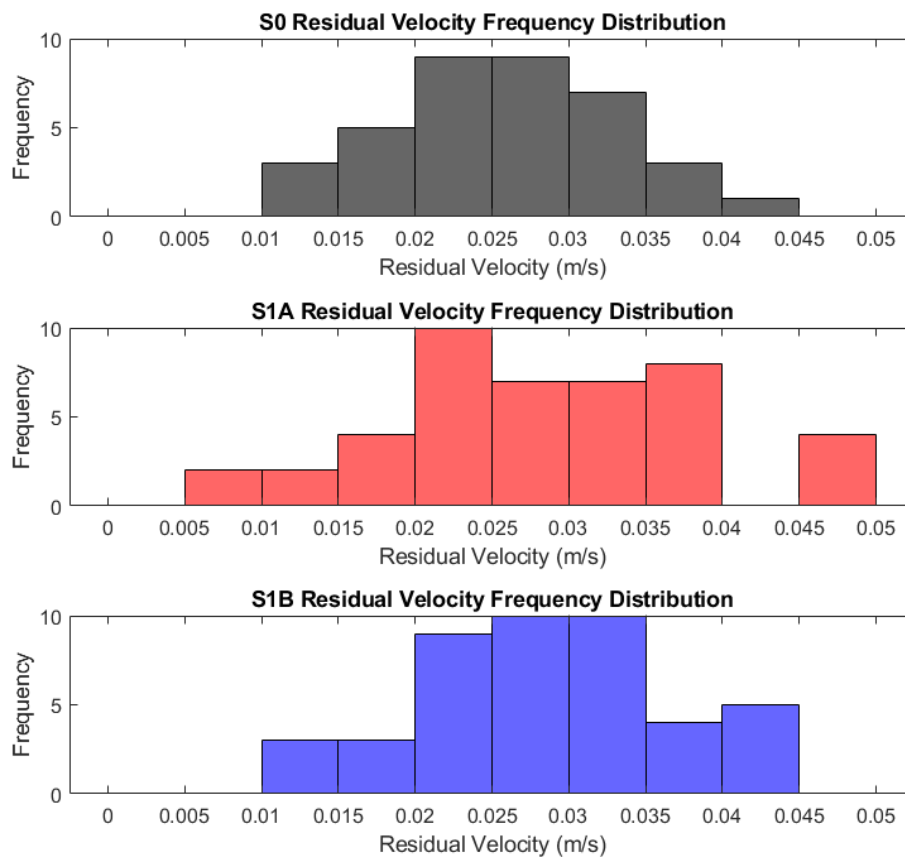 S0 Residual Velocity Frequency Distribution
10
5
0
Frequency
0 0.005 0.01 0.015 0.02 0.025 0.03 0.035 0.04 0.045 0.05
Residual Velocity (m/s)
S1A Residual Velocity Frequency Distribution
10
5
0
Frequency
0 0.005 0.01 0.015 0.02 0.025 0.03 0.035 0.04 0.045 0.05
Residual Velocity (m/s)
S1B Residual Velocity Frequency Distribution
10
5
0
Frequency
0 0.005 0.01 0.015 0.02 0.025 0.03 0.035 0.04 0.045 0.05
Residual Velocity (m/s)